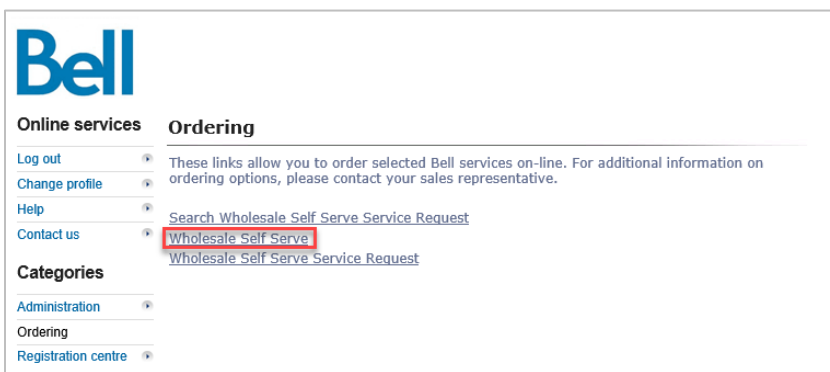 Bell
Online services
Log out
Change profile
Help
Contact us
Categories
Administration
Ordering
Registration centre
Ordering
These links allow you to order selected Bell services on-line. For additional information on
ordering options, please contact your sales representative.
Search Wholesale Self Serve Service Request
Wholesale Self Serve
Wholesale Self Serve Service Request